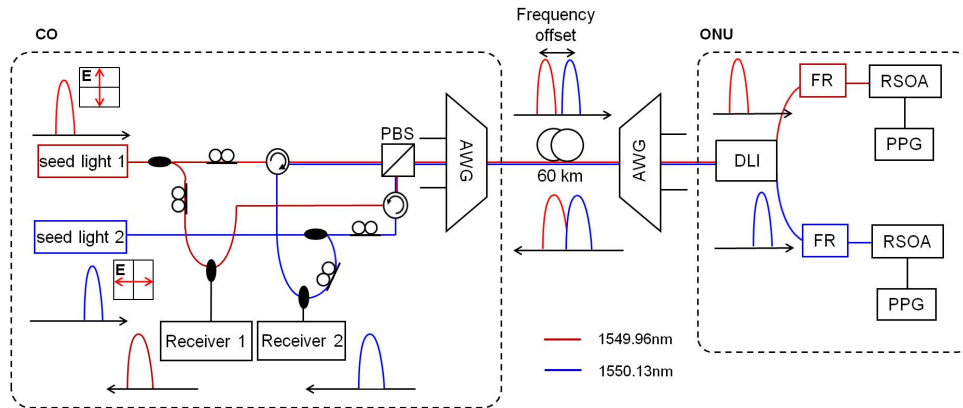 CO
Frequency
offset
ONU
E
FR
RSOA
PBS
AWG
AWG
PPG
seed light 1
60 km
DLI
seed light 2
E
FR
RSOA
PPG
Receiver 1
Receiver 2
1549.96nm
1550.13nm